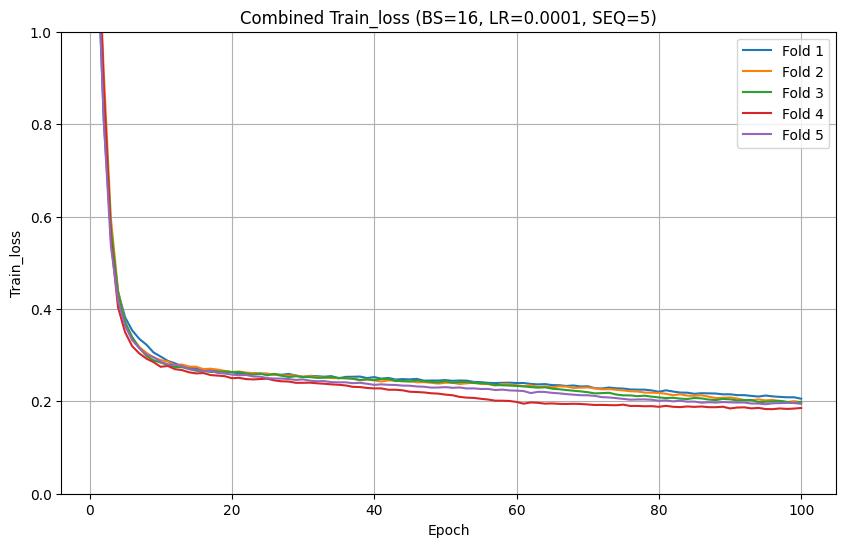 Combined Train_loss (BS=16, LR=0.0001, SEQ=5)
1.0
0.8
0.6
0.4
0.2
0.0
Train_loss
0 20 40 60 80 100
Epoch
Fold 1
Fold 2
Fold 3
Fold 4
Fold 5